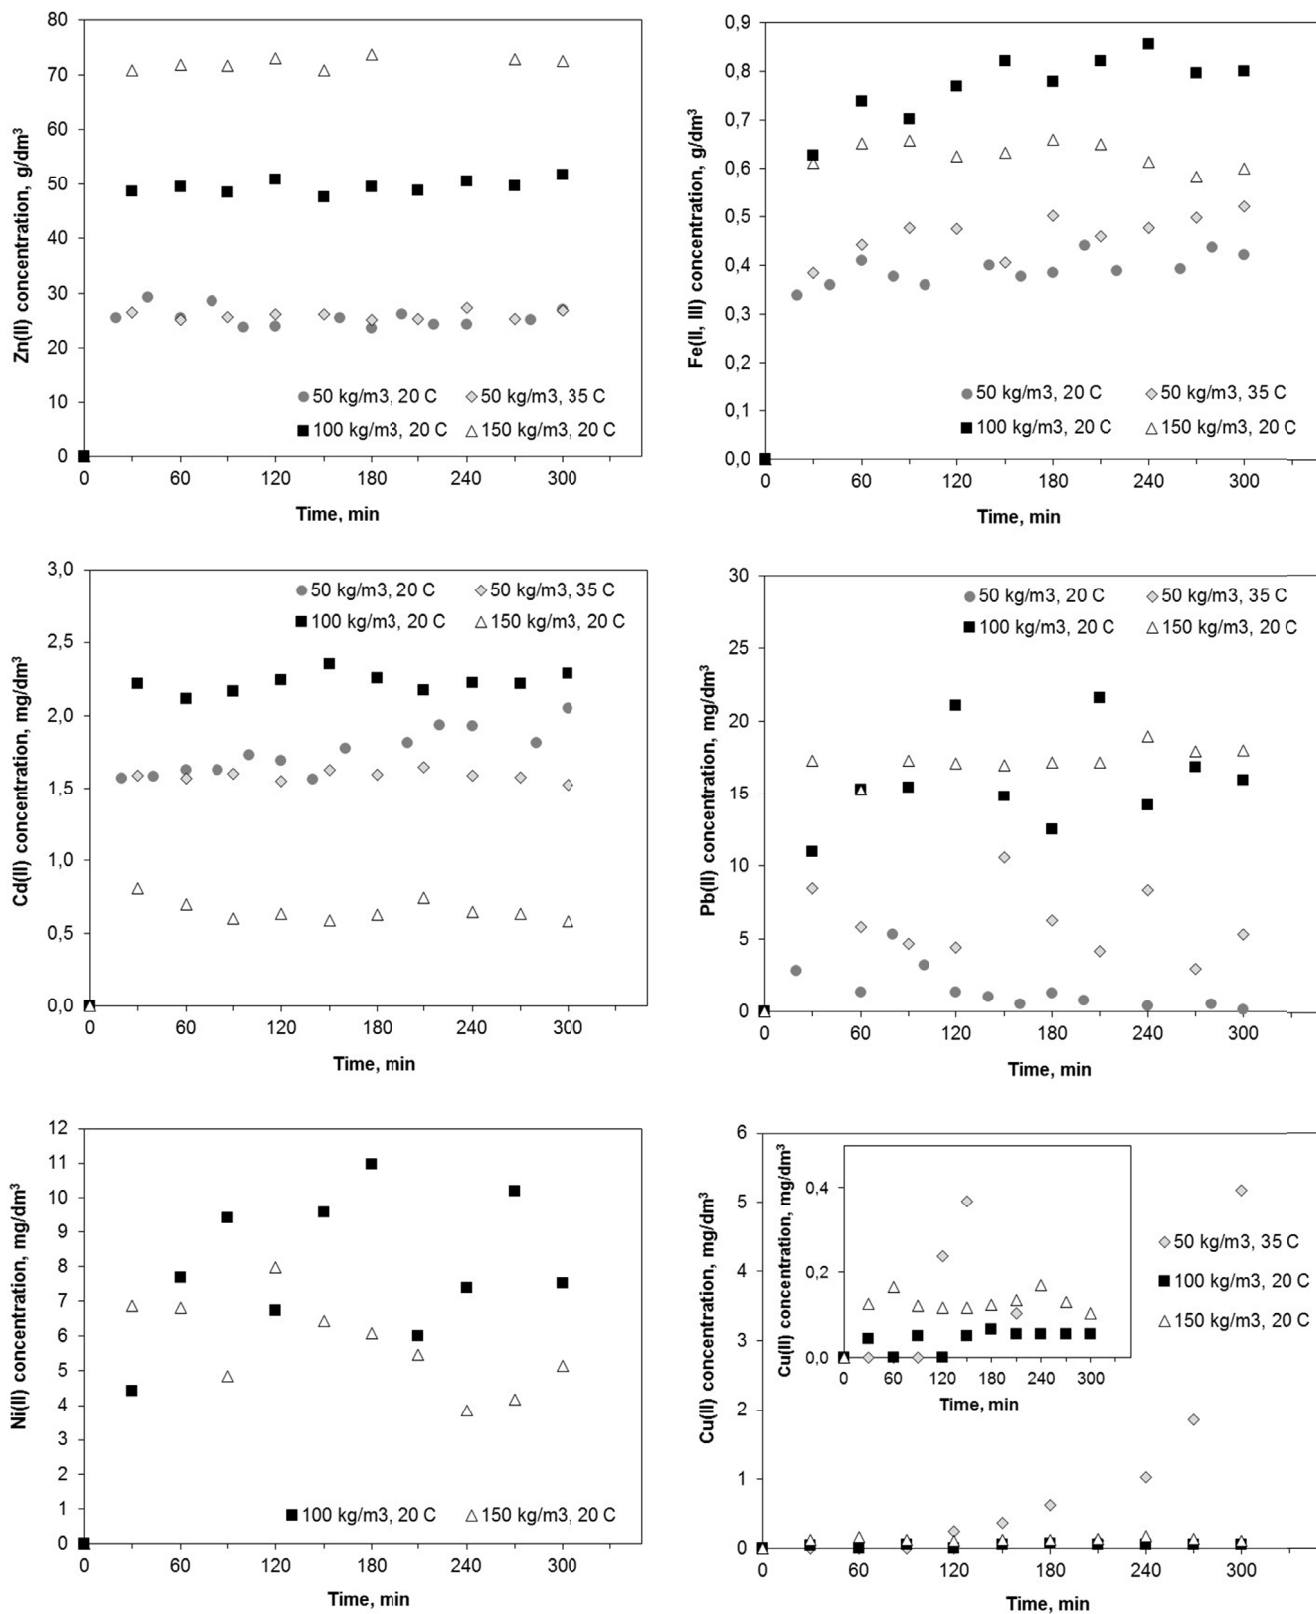 Zn(II) concentration, g/dm³
80
70
60
50
40
30
20
10
0
50 kg/m3, 20 C
50 kg/m3, 35 C
100 kg/m3, 20 C
150 kg/m3, 20 C
0 60 120 180 240 300
Time, min
Fe(II, III) concentration, g/dm³
0,9
0,8
0,7
0,6
0,5
0,4
0,3
0,2
0,1
0,0
50 kg/m3, 20 C
50 kg/m3, 35 C
100 kg/m3, 20 C
150 kg/m3, 20 C
0 60 120 180 240 300
Time, min
Cd(II) concentration, mg/dm³
3,0
2,5
2,0
1,5
1,0
0,5
0,0
50 kg/m3, 20 C
50 kg/m3, 35 C
100 kg/m3, 20 C
150 kg/m3, 20 C
0 60 120 180 240 300
Time, min
Pb(II) concentration, mg/dm³
30
25
20
15
10
5
0
50 kg/m3, 20 C
50 kg/m3, 35 C
100 kg/m3, 20 C
150 kg/m3, 20 C
0 60 120 180 240 300
Time, min
Ni(II) concentration, mg/dm³
12
11
10
9
8
7
6
5
4
3
2
1
0
100 kg/m3, 20 C
150 kg/m3, 20 C
0 60 120 180 240 300
Time, min
Cu(II) concentration, mg/dm³
6
5
4
3
2
1
0
Cu(II) concentration, mg/dm³
0,4
0,2
0,0
0 60 120 180 240 300
Time, min
50 kg/m3, 35 C
100 kg/m3, 20 C
150 kg/m3, 20 C
0 60 120 180 240 300
Time, min